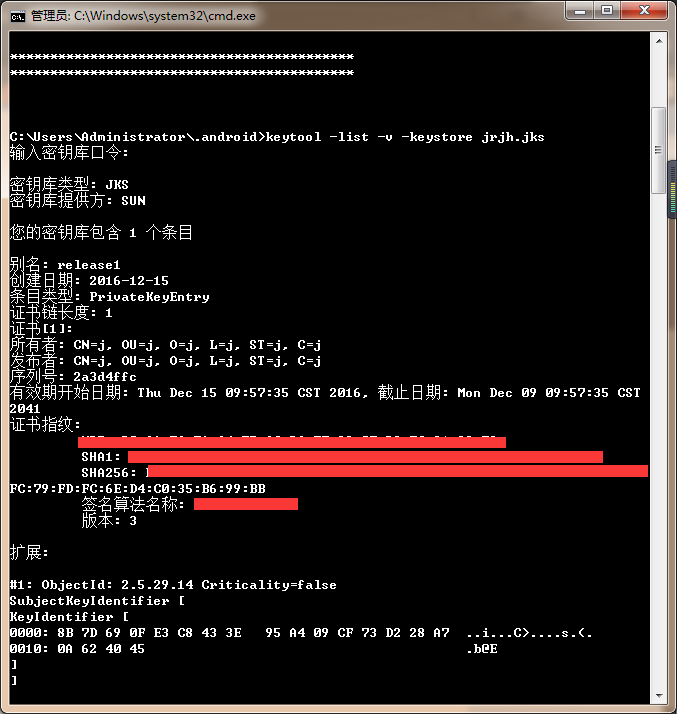 管理员: C:\Windows\system32\cmd.exe
*******************************************
*******************************************
C:\Users\Administrator\.android>keytool -list -v -keystore jrjh.jks
输入密钥库口令:
密钥库类型: JKS
密钥库提供方: SUN
您的密钥库包含 1 个条目
别名: release1
创建日期: 2016-12-15
条目类型: PrivateKeyEntry
证书链长度: 1
证书[1]:
所有者: CN=j, OU=j, O=j, L=j, ST=j, C=j
发布者: CN=j, OU=j, O=j, L=j, ST=j, C=j
序列号: 2a3d4ffc
有效期开始日期: Thu Dec 15 09:57:35 CST 2016, 截止日期: Mon Dec 09 09:57:35 CST
2041
证书指纹:
SHA1:
SHA256:
FC:79:FD:FC:6E:D4:C0:35:B6:99:BB
签名算法名称:
版本: 3
扩展:
#1: ObjectId: 2.5.29.14 Criticality=false
SubjectKeyIdentifier [
KeyIdentifier [
0000: 8B 7D 69 0F E3 C8 43 3E   95 A4 09 CF 73 D2 28 A7  ..i...C>....s.(.
0010: 0A 62 40 45                                        .b@E
]
]